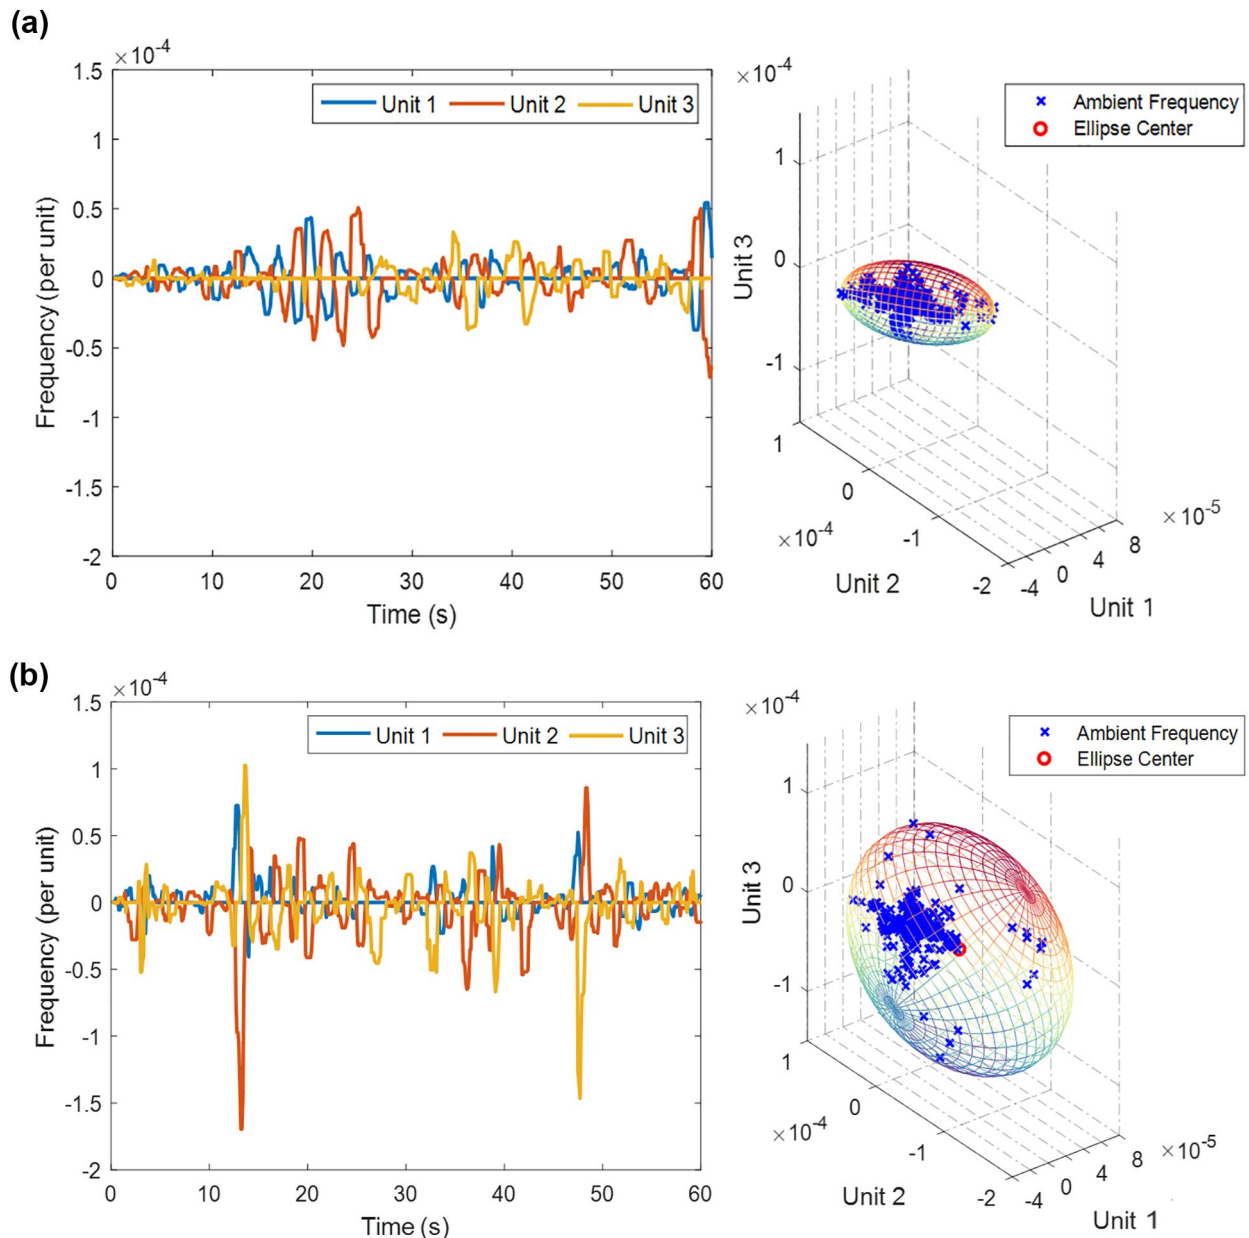 (a)
×10-4
1.5
1
0.5
0
-0.5
-1
-1.5
-2
0 10 20 30 40 50 60
Time (s)
Frequency (per unit)
Unit 1 Unit 2 Unit 3
×10-4
1
0
-1
Unit 3
1
0
-1
-2
×10-4
Unit 2
-4 0 4 8
×10-5
Unit 1
Ambient Frequency
Ellipse Center
(b)
×10-4
1.5
1
0.5
0
-0.5
-1
-1.5
-2
0 10 20 30 40 50 60
Time (s)
Frequency (per unit)
Unit 1 Unit 2 Unit 3
×10-4
1
0
-1
Unit 3
1
0
-1
-2
×10-4
Unit 2
-4 0 4 8
×10-5
Unit 1
Ambient Frequency
Ellipse Center